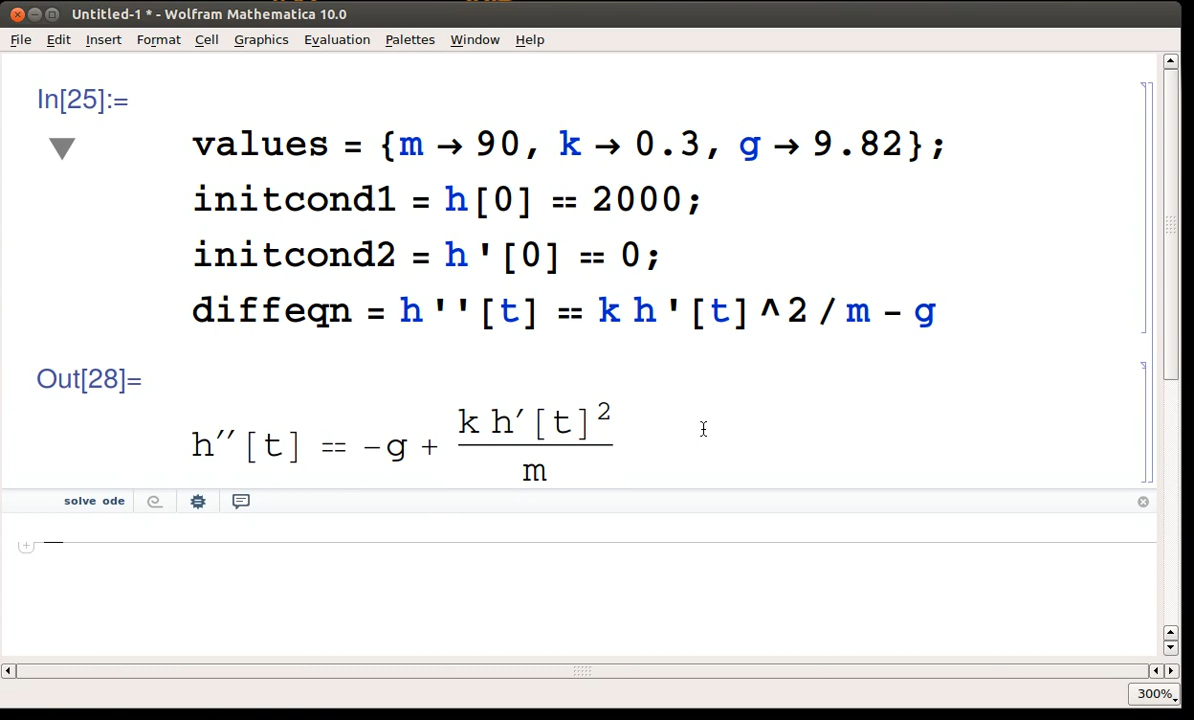 Untitled-1 * - Wolfram Mathematica 10.0
File Edit Insert Format Cell Graphics Evaluation Palettes Window Help
In[25]:=
values = {m → 90, k → 0.3, g → 9.82};
initcond1 = h[0] == 2000;
initcond2 = h'[0] == 0;
diffeqn = h''[t] == k h'[t]^2/m - g
Out[28]=
h′′[t] == -g + k h′[t]² / m
solve ode
300%